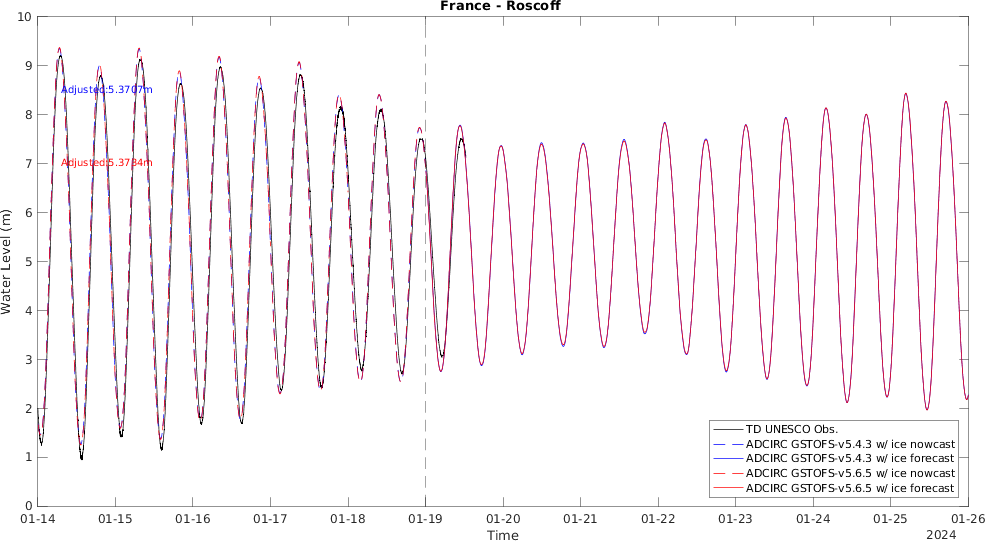 France - Roscoff
10
9
8
7
6
5
4
3
2
1
0
Water Level (m)
Adjusted:5.3707m
Adjusted:5.3784m
TD UNESCO Obs.
ADCIRC GSTOFS-v5.4.3 w/ ice nowcast
ADCIRC GSTOFS-v5.4.3 w/ ice forecast
ADCIRC GSTOFS-v5.6.5 w/ ice nowcast
ADCIRC GSTOFS-v5.6.5 w/ ice forecast
01-14 01-15 01-16 01-17 01-18 01-19 01-20 01-21 01-22 01-23 01-24 01-25 01-26
Time
2024